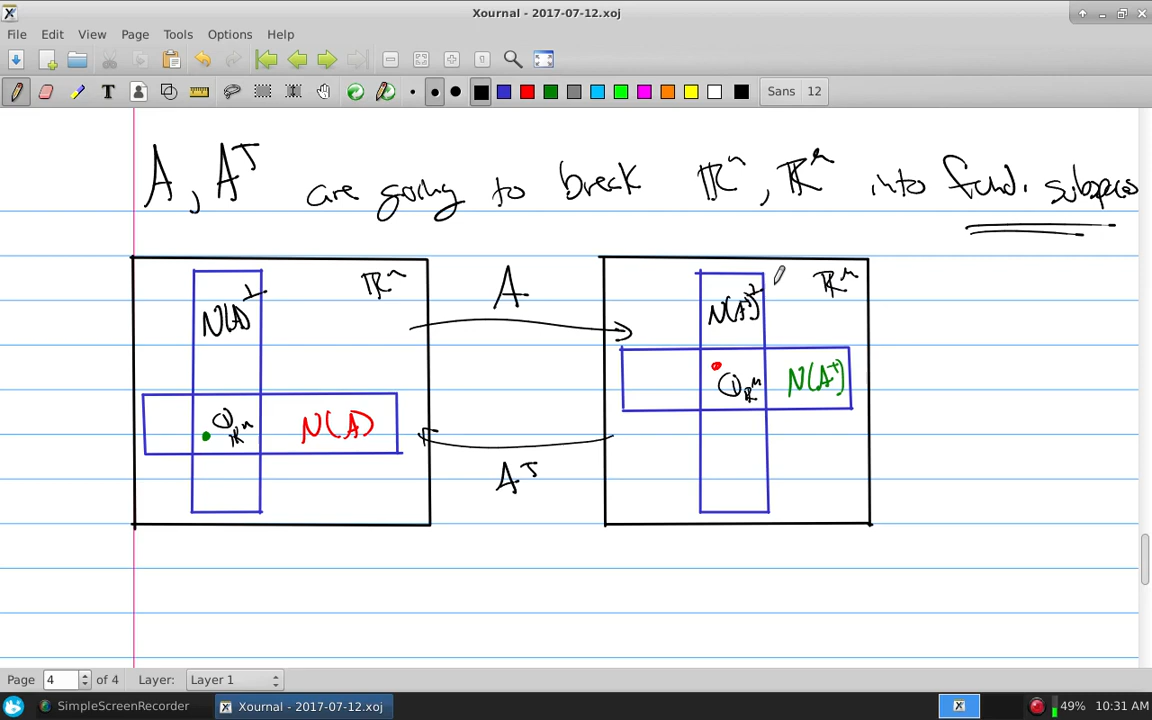 Xournal - 2017-07-12.xoj
File Edit View Page Tools Options Help
Sans 12
A, Aᵀ are going to break ℝⁿ, ℝᵐ into fund. subspaces
N(A)^⊥ ℝⁿ A N(Aᵀ)^⊥ ℝᵐ
𝟘_ℝⁿ N(A) 𝟘_ℝᵐ N(Aᵀ)
Aᵀ
Page 4 of 4 Layer: Layer 1
SimpleScreenRecorder Xournal - 2017-07-12.xoj 49% 10:31 AM